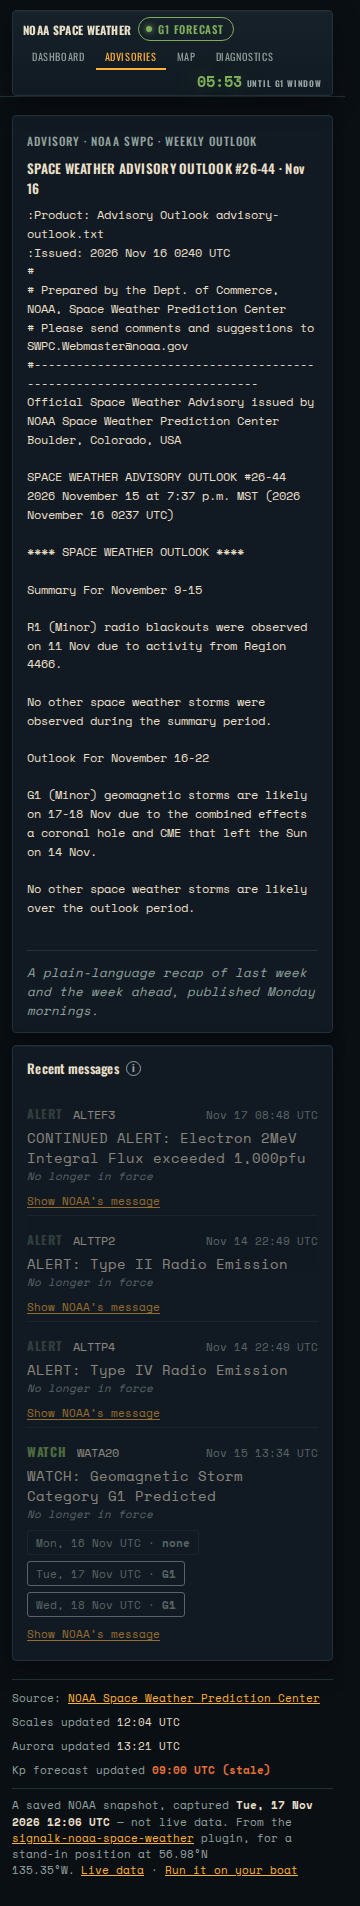 NOAA SPACE WEATHER
G1 FORECAST
DASHBOARD ADVISORIES MAP DIAGNOSTICS
05:53 UNTIL G1 WINDOW
ADVISORY · NOAA SWPC · WEEKLY OUTLOOK
SPACE WEATHER ADVISORY OUTLOOK #26-44 · Nov
16
:Product: Advisory Outlook advisory-
outlook.txt
:Issued: 2026 Nov 16 0240 UTC
#
# Prepared by the Dept. of Commerce,
NOAA, Space Weather Prediction Center
# Please send comments and suggestions to
SWPC.Webmaster@noaa.gov
#----------------------------------------
---------------------------------
Official Space Weather Advisory issued by
NOAA Space Weather Prediction Center
Boulder, Colorado, USA
SPACE WEATHER ADVISORY OUTLOOK #26-44
2026 November 15 at 7:37 p.m. MST (2026
November 16 0237 UTC)
**** SPACE WEATHER OUTLOOK ****
Summary For November 9-15
R1 (Minor) radio blackouts were observed
on 11 Nov due to activity from Region
4466.
No other space weather storms were
observed during the summary period.
Outlook For November 16-22
G1 (Minor) geomagnetic storms are likely
on 17-18 Nov due to the combined effects
a coronal hole and CME that left the Sun
on 14 Nov.
No other space weather storms are likely
over the outlook period.
A plain-language recap of last week
and the week ahead, published Monday
mornings.
Recent messages i
ALERT ALTEF3 Nov 17 08:48 UTC
CONTINUED ALERT: Electron 2MeV
Integral Flux exceeded 1,000pfu
No longer in force
Show NOAA's message
ALERT ALTTP2 Nov 14 22:49 UTC
ALERT: Type II Radio Emission
No longer in force
Show NOAA's message
ALERT ALTTP4 Nov 14 22:49 UTC
ALERT: Type IV Radio Emission
No longer in force
Show NOAA's message
WATCH WATA20 Nov 15 13:34 UTC
WATCH: Geomagnetic Storm
Category G1 Predicted
No longer in force
Mon, 16 Nov UTC · none
Tue, 17 Nov UTC · G1
Wed, 18 Nov UTC · G1
Show NOAA's message
Source: NOAA Space Weather Prediction Center
Scales updated 12:04 UTC
Aurora updated 13:21 UTC
Kp forecast updated 09:00 UTC (stale)
A saved NOAA snapshot, captured Tue, 17 Nov
2026 12:06 UTC — not live data. From the
signalk-noaa-space-weather plugin, for a
stand-in position at 56.98°N
135.35°W. Live data · Run it on your boat